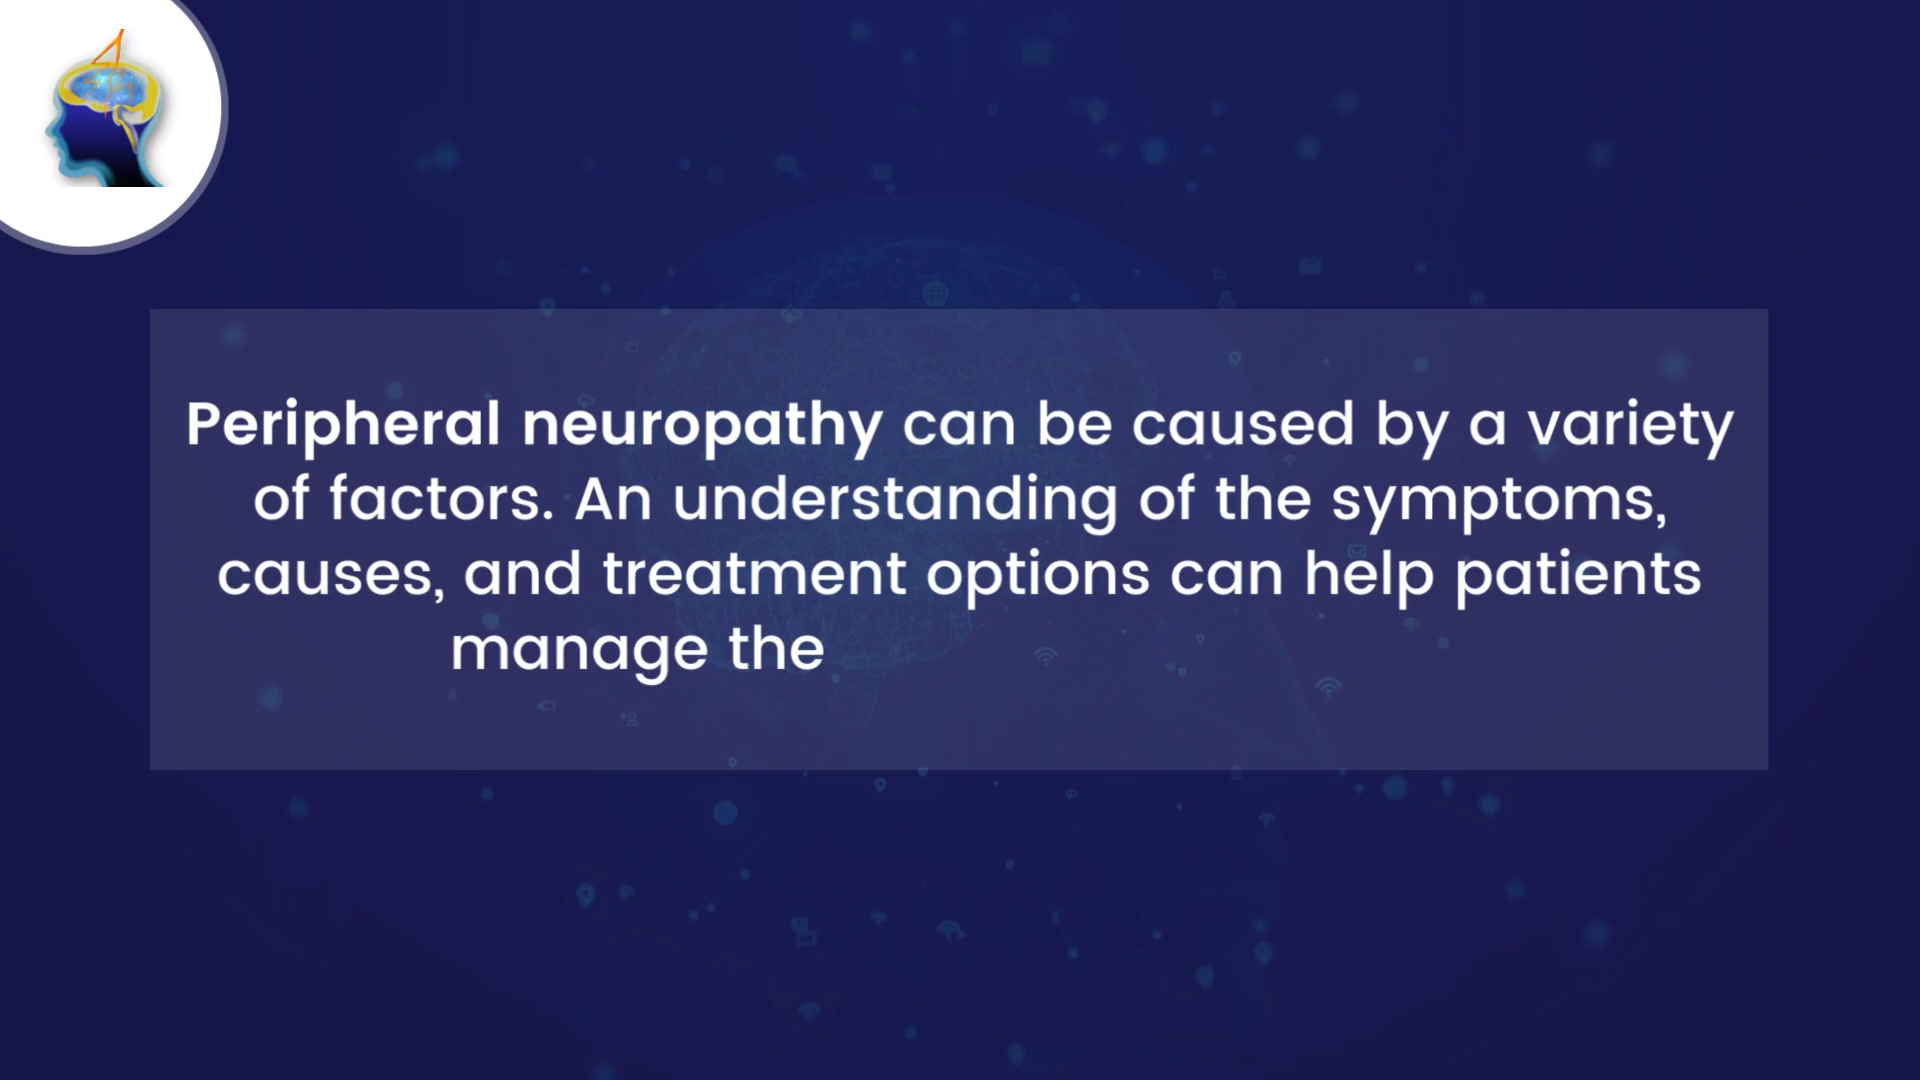 Peripheral neuropathy can be caused by a variety
of factors. An understanding of the symptoms,
causes, and treatment options can help patients
manage the